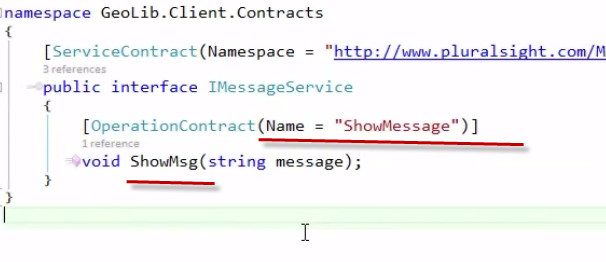 namespace GeoLib.Client.Contracts
{
[ServiceContract(Namespace = "http://www.pluralsight.com/M
3 references
public interface IMessageService
{
[OperationContract(Name = "ShowMessage")]
1 reference
void ShowMsg(string message);
}
}